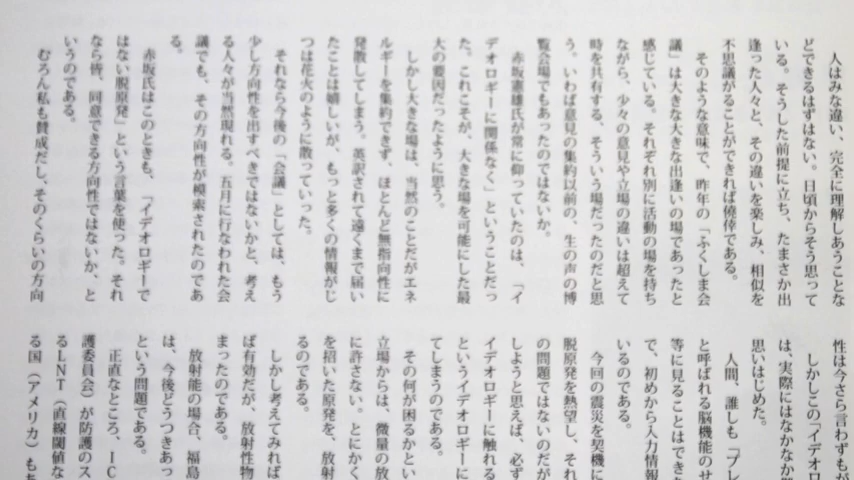 人はみな違い、完全に理解しあうことな
どできるはずはない。日頃からそう思って
いる。そうした前提に立ち、たまさか出
逢った人々と、その違いを楽しみ、相似を
不思議がることができれば僥倖である。
そのような意味で、昨年の「ふくしま会
議」は大きな大きな出逢いの場であったと
感じている。それぞれ別に活動の場を持ち
ながら、少々の意見や立場の違いは超えて
時を共有する、そういう場だったのだと思
う。いわば意見の集約以前の、生の声の博
覧会場でもあったのではないか。
赤坂憲雄氏が常に仰っていたのは、「イ
デオロギーに関係なく」ということだっ
た。これこそが、大きな場を可能にした最
大の要因だったように思う。
しかし大きな場は、当然のことだがエネ
ルギーを集約できず、ほとんど無指向性に
発散してしまう。英訳されて遠くまで届い
たことは嬉しいが、もっと多くの情報がじ
つは花火のように散っていった。
それなら今後の「会議」としては、もう
少し方向性を出すべきではないかと、考え
る人々が当然現れる。五月に行なわれた会
議でも、その方向性が模索されたのであ
る。
赤坂氏はこのときも、「イデオロギーで
はない脱原発」という言葉を使った。それ
なら皆、同意できる方向性ではないか、と
いうのである。
むろん私も賛成だし、そのくらいの方向
性は今さら言わずもが
しかしこの「イデオロ
は、実際にはなかなか
思いはじめた。
人間、誰しも「プレ
と呼ばれる脳機能のせ
等に見ることはでき
で、初めから入力情報
いるのである。
今回の震災を契機に
脱原発を熱望し、それ
の問題ではないのだが
しようと思えば、必ず
イデオロギーに触れる
というイデオロギーに
てしまうのである。
その何が困るかとい
立場からは、微量の放
に許さない。とにかく
を招いた原発を、放射
るのである。
しかし考えてみれば
ば有効だが、放射性物
まったのである。
放射能の場合、福島
は、今後どうつきあっ
という問題である。
正直なところ、ＩＣ
護委員会）が防護のス
るＬＮＴ（直線閾値な
る国（アメリカ）もち